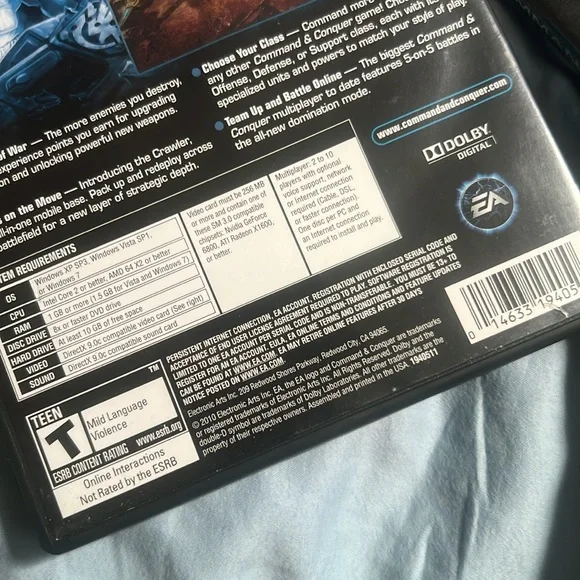 Choose Your Class — Command more
any other Command & Conquer game! Choose
Offense, Defense, or Support class, each with its
specialized units and powers to match your style of play.
Team Up and Battle Online — The biggest Command &
Conquer multiplayer to date features 5-on-5 battles in
the all-new domination mode.
of War — The more enemies you destroy,
experience points you earn for upgrading
and unlocking powerful new weapons.
on the Move — Introducing the Crawler,
all-in-one mobile base. Pack up and redeploy across
battlefield for a new layer of strategic depth.
www.commandandconquer.com
DOLBY
DIGITAL
EA
REQUIREMENTS
OS Windows XP SP3, Windows Vista SP1, or Windows 7
CPU Intel Core 2 or better, AMD 64 X2 or better
RAM 1 GB or more (1.5 GB for Vista and Windows 7)
DISC DRIVE 8x or faster DVD drive
HARD DRIVE At least 10 GB of free space
VIDEO DirectX 9.0c compatible video card (See right)
SOUND DirectX 9.0c compatible sound card
Video card must be 256 MB
or more and contain one of
these SM 3.0 compatible
chipsets: Nvidia GeForce
6800, ATI Radeon X1600,
or better.
Multiplayer: 2 to 10
players with optional
voice support, network
or Internet connection
required (Cable, DSL,
or faster connection).
One disc per PC and
an Internet connection
required to install and play.
PERSISTENT INTERNET CONNECTION, EA ACCOUNT, REGISTRATION WITH ENCLOSED SERIAL CODE AND
ACCEPTANCE OF END USER LICENSE AGREEMENT REQUIRED TO PLAY. SOFTWARE REGISTRATION IS
LIMITED TO ONE EA ACCOUNT PER SERIAL CODE AND IS NON-TRANSFERABLE. YOU MUST BE 13+ TO
REGISTER FOR AN EA ACCOUNT. EULA, EA ONLINE TERMS AND CONDITIONS AND FEATURE UPDATES
CAN BE FOUND AT WWW.EA.COM. EA MAY RETIRE ONLINE FEATURES AFTER 30 DAYS
NOTICE POSTED ON WWW.EA.COM.
Electronic Arts Inc. 209 Redwood Shores Parkway, Redwood City, CA 94065.
© 2010 Electronic Arts Inc. EA, the EA logo and Command & Conquer are trademarks
or registered trademarks of Electronic Arts Inc. All Rights Reserved. Dolby and the
double-D symbol are trademarks of Dolby Laboratories. All other trademarks are the
property of their respective owners. Assembled and printed in the USA. 1940511
0 14633 19405
TEEN
T
TM
Mild Language
Violence
ESRB CONTENT RATING www.esrb.org
Online Interactions
Not Rated by the ESRB